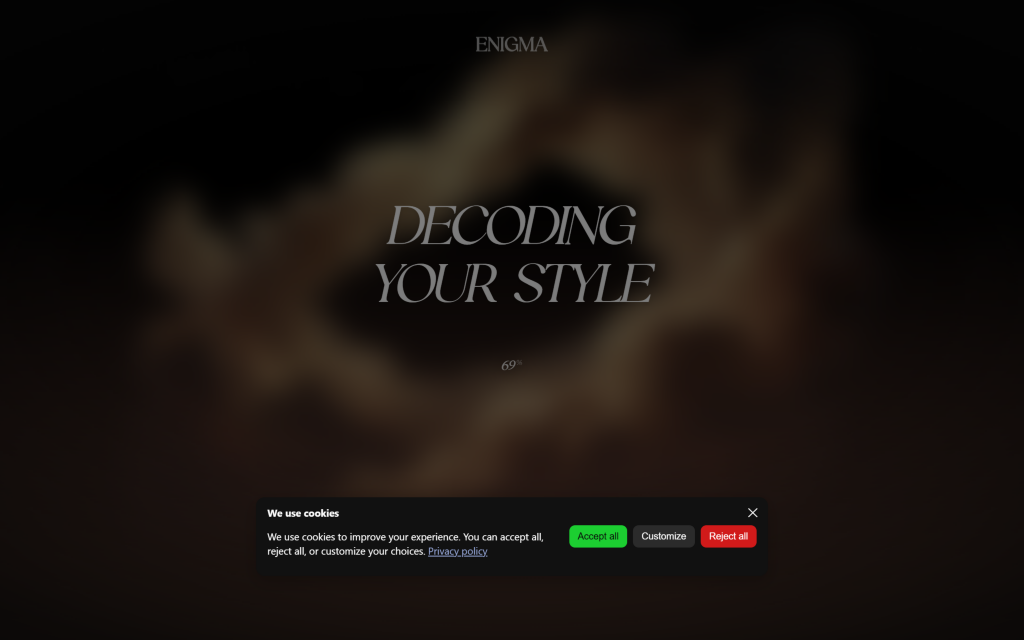 ENIGMA
DECODING
YOUR STYLE
69%
We use cookies
We use cookies to improve your experience. You can accept all,
reject all, or customize your choices. Privacy policy
Accept all
Customize
Reject all